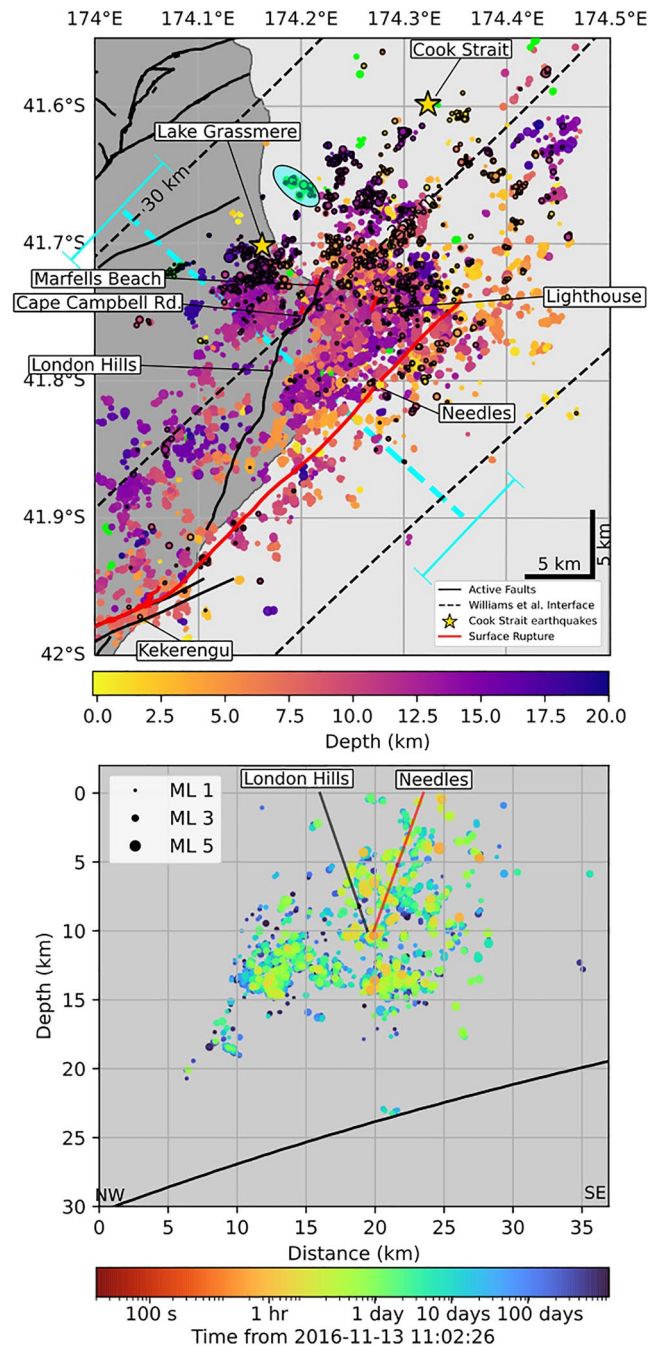 174°E 174.1°E 174.2°E 174.3°E 174.4°E 174.5°E
Cook Strait
41.6°S
Lake Grassmere
30 km
41.7°S
Marfells Beach
Cape Campbell Rd.
Lighthouse
London Hills
41.8°S
Needles
41.9°S
5 km
5 km
Active Faults
Williams et al. Interface
Cook Strait earthquakes
Surface Rupture
Kekerengu
42°S
0.0 2.5 5.0 7.5 10.0 12.5 15.0 17.5 20.0
Depth (km)
London Hills Needles
ML 1
ML 3
ML 5
0
5
10
15
20
25
30
Depth (km)
NW SE
0 5 10 15 20 25 30 35
Distance (km)
100 s 1 hr 1 day 10 days 100 days
Time from 2016-11-13 11:02:26